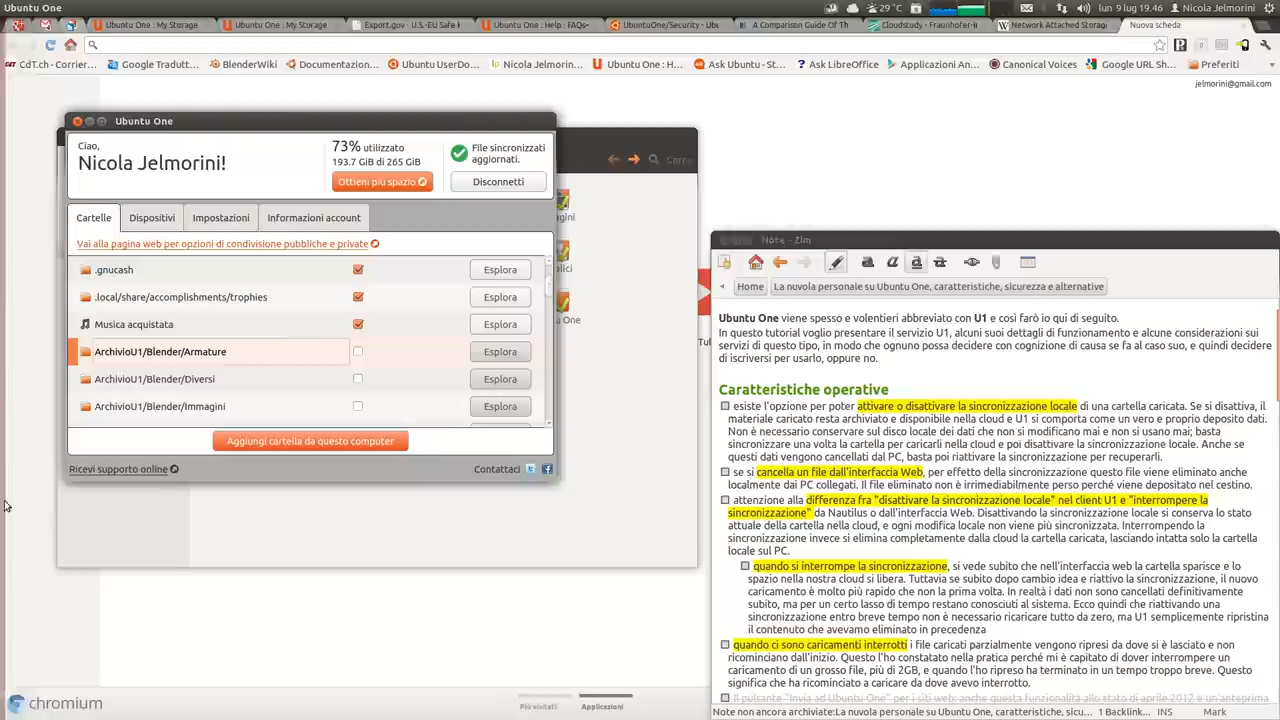 Ubuntu One
29 °C
lun 9 lug 19.46
Nicola Jelmorini
Ubuntu One : My Storage
Ubuntu One : My Storage
Export.gov - U.S.-EU Safe H
Ubuntu One : Help : FAQs
UbuntuOne/Security - Ubu
A Comparison Guide Of Th
Cloudstudy - Fraunhofer-In
Network Attached Storag
Nuova scheda
CdT.ch - Corrier...
Google Tradutt...
BlenderWiki
Documentazion...
Ubuntu UserDo...
Nicola Jelmorin...
Ubuntu One : H...
Ask Ubuntu - St...
Ask LibreOffice
Applicazioni An...
Canonical Voices
Google URL Sh...
Preferiti
jelmorini@gmail.com
Ubuntu One
Ciao,
Nicola Jelmorini!
73% utilizzato
193.7 GiB di 265 GiB
Ottieni più spazio
File sincronizzati
aggiornati.
Disconnetti
Cartelle
Dispositivi
Impostazioni
Informazioni account
Vai alla pagina web per opzioni di condivisione pubbliche e private
.gnucash
Esplora
.local/share/accomplishments/trophies
Esplora
Musica acquistata
Esplora
ArchivioU1/Blender/Armature
Esplora
ArchivioU1/Blender/Diversi
Esplora
ArchivioU1/Blender/Immagini
Esplora
Aggiungi cartella da questo computer
Ricevi supporto online
Contattaci
Note - Zim
Home
La nuvola personale su Ubuntu One, caratteristiche, sicurezza e alternative
Ubuntu One viene spesso e volentieri abbreviato con U1 e così farò io qui di seguito.
In questo tutorial voglio presentare il servizio U1, alcuni suoi dettagli di funzionamento e alcune considerazioni sui
servizi di questo tipo, in modo che ognuno possa decidere con cognizione di causa se fa al caso suo, e quindi decidere
di iscriversi per usarlo, oppure no.
Caratteristiche operative
esiste l'opzione per poter attivare o disattivare la sincronizzazione locale di una cartella caricata. Se si disattiva, il
materiale caricato resta archiviato e disponibile nella cloud e U1 si comporta come un vero e proprio deposito dati.
Non è necessario conservare sul disco locale dei dati che non si modificano mai e non si usano mai; basta
sincronizzare una volta la cartella per caricarli nella cloud e poi disattivare la sincronizzazione locale. Anche se
questi dati vengono cancellati dal PC, basta poi riattivare la sincronizzazione per recuperarli.
se si cancella un file dall'interfaccia Web, per effetto della sincronizzazione questo file viene eliminato anche
localmente dai PC collegati. Il file eliminato non è irrimediabilmente perso perché viene depositato nel cestino.
attenzione alla differenza fra "disattivare la sincronizzazione locale" nel client U1 e "interrompere la
sincronizzazione" da Nautilus o dall'interfaccia Web. Disattivando la sincronizzazione locale si conserva lo stato
attuale della cartella nella cloud, e ogni modifica locale non viene più sincronizzata. Interrompendo la
sincronizzazione invece si elimina completamente dalla cloud la cartella caricata, lasciando intatta solo la cartella
locale sul PC.
quando si interrompe la sincronizzazione, si vede subito che nell'interfaccia web la cartella sparisce e lo
spazio nella nostra cloud si libera. Tuttavia se subito dopo cambio idea e riattivo la sincronizzazione, il nuovo
caricamento è molto più rapido che non la prima volta. In realtà i dati non sono cancellati definitivamente
subito, ma per un certo lasso di tempo restano conosciuti al sistema. Ecco quindi che riattivando una
sincronizzazione entro breve tempo non è necessario ricaricare tutto da zero, ma U1 semplicemente ripristina
il contenuto che avevamo eliminato in precedenza
quando ci sono caricamenti interrotti i file caricati parzialmente vengono ripresi da dove si è lasciato e non
ricominciano dall'inizio. Questo l'ho constatato nella pratica perché mi è capitato di dover interrompere un
caricamento di un grosso file, più di 2GB, e quando l'ho ripreso ha terminato in un tempo troppo breve. Questo
significa che ha ricominciato a caricare da dove avevo interrotto.
Il pulsante "Invia ad Ubuntu One" per i siti web: anche questa funzionalità allo stato di aprile 2012 è un'anteprima
Note non ancora archiviate:La nuvola personale su Ubuntu One, caratteristiche, sicu...
1 Backlink...
INS
Mark
chromium
Più visitati
Applicazioni